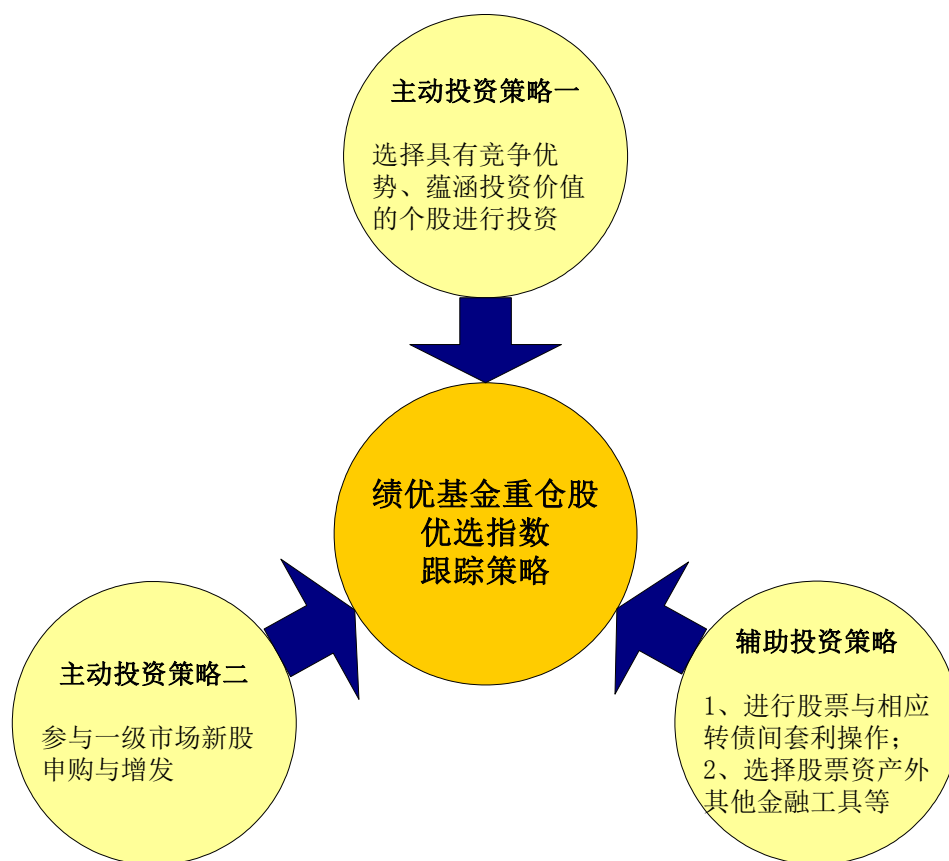 主动投资策略一
选择具有竞争优
势、蕴涵投资价值
的个股进行投资
绩优基金重仓股
优选指数
跟踪策略
主动投资策略二
参与一级市场新股
申购与增发
辅助投资策略
1、进行股票与相应
转债间套利操作；
2、选择股票资产外
其他金融工具等